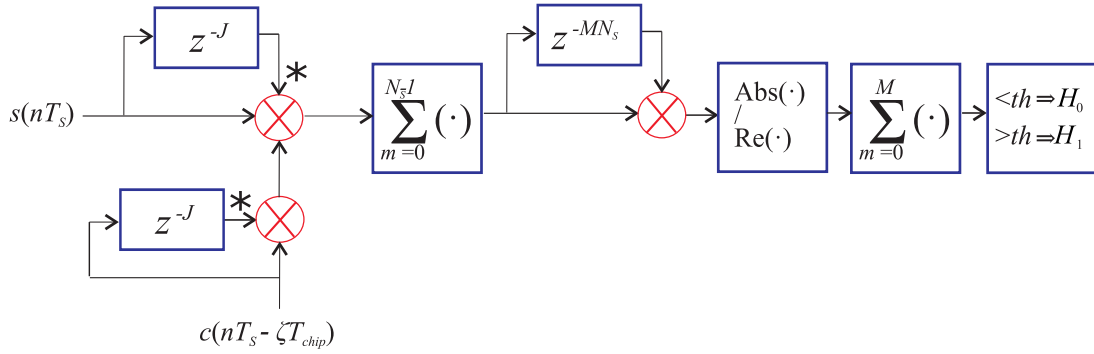 z^-J
*
s(nT_S)
N_S-1
∑ (·)
m =0
z^-MN_s
Abs(·)
/
Re(·)
M
∑ (·)
m =0
<th ⇒ H_0
>th ⇒ H_1
z^-J
*
c(nT_S - ζT_chip)